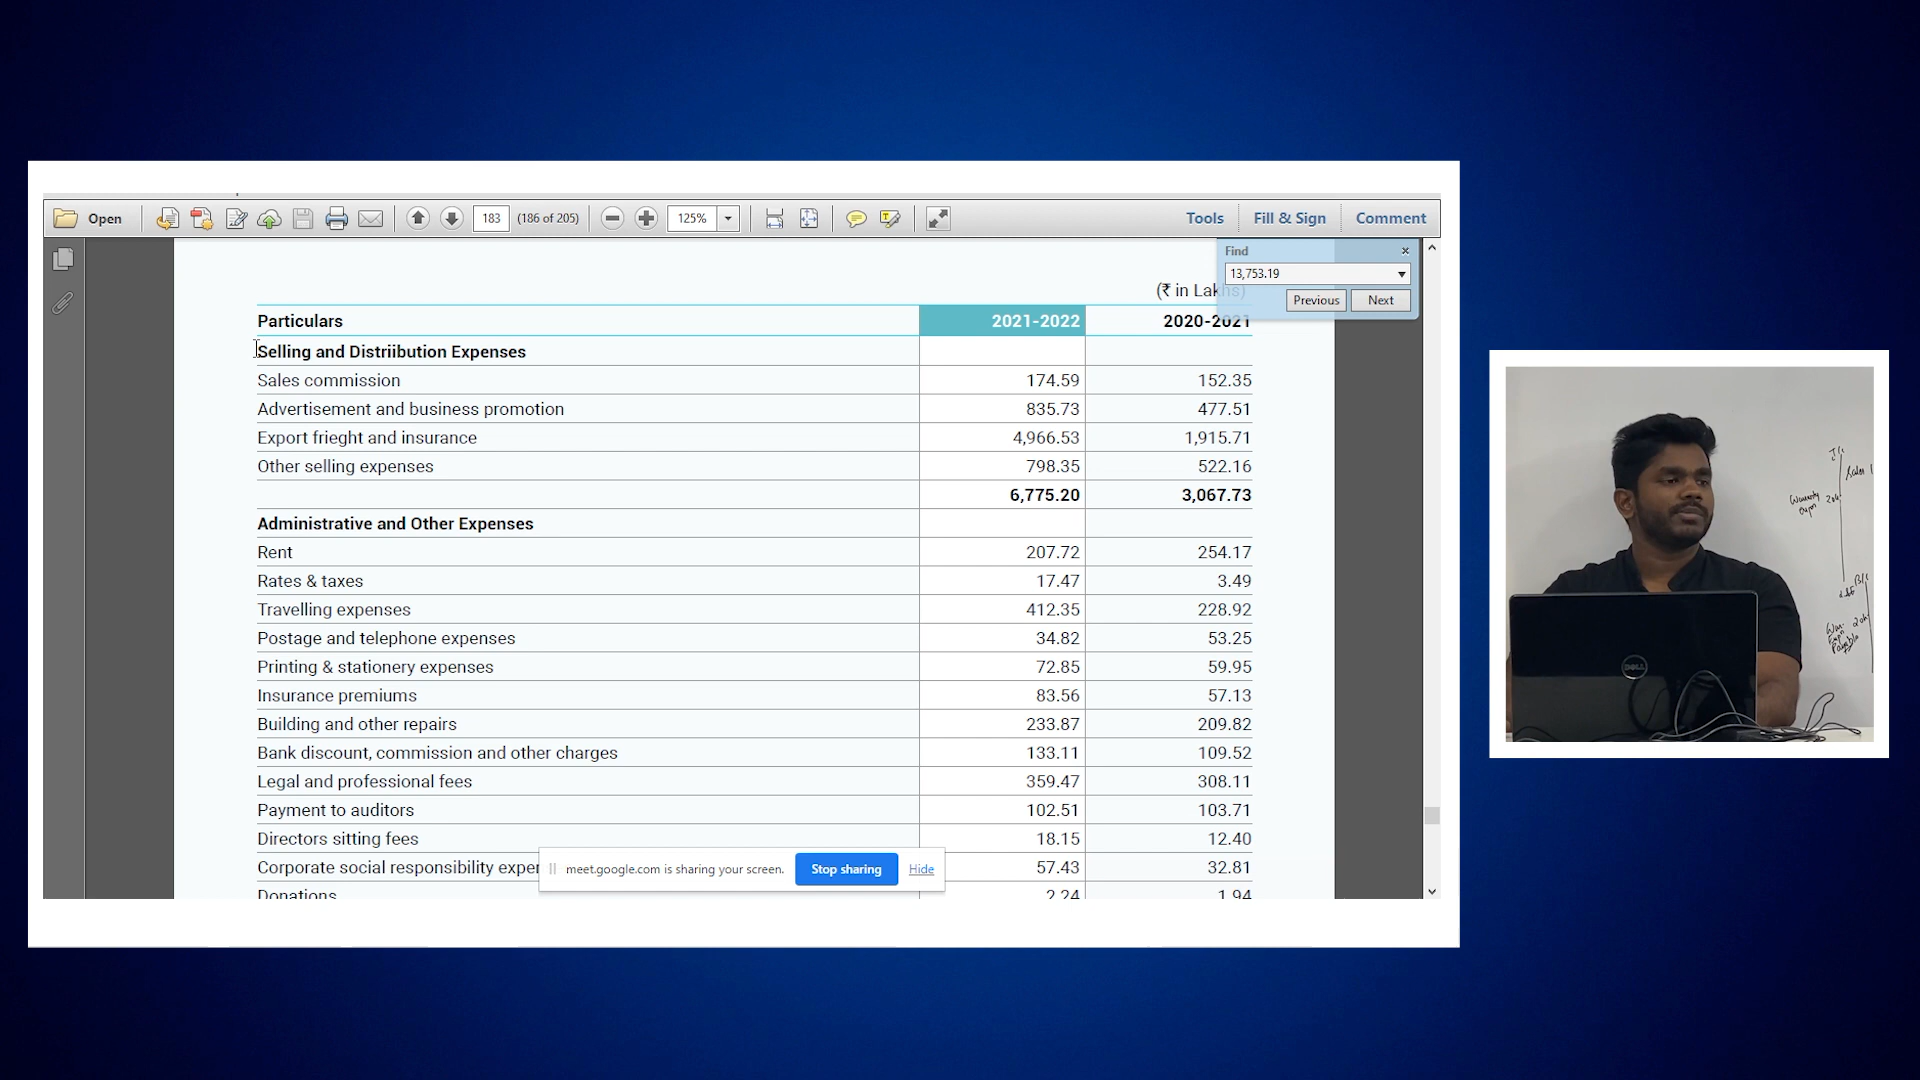 Open
183
(186 of 205)
125%
Tools
Fill & Sign
Comment
Find
13,753.19
Previous
Next
(₹ in Lakhs)
Particulars 2021-2022 2020-2021
Selling and Distriibution Expenses
Sales commission 174.59 152.35
Advertisement and business promotion 835.73 477.51
Export frieght and insurance 4,966.53 1,915.71
Other selling expenses 798.35 522.16
6,775.20 3,067.73
Administrative and Other Expenses
Rent 207.72 254.17
Rates & taxes 17.47 3.49
Travelling expenses 412.35 228.92
Postage and telephone expenses 34.82 53.25
Printing & stationery expenses 72.85 59.95
Insurance premiums 83.56 57.13
Building and other repairs 233.87 209.82
Bank discount, commission and other charges 133.11 109.52
Legal and professional fees 359.47 308.11
Payment to auditors 102.51 103.71
Directors sitting fees 18.15 12.40
Corporate social responsibility exper 57.43 32.81
Donations 2.24 1.94
meet.google.com is sharing your screen.
Stop sharing
Hide
Sales
Warranty
DELL